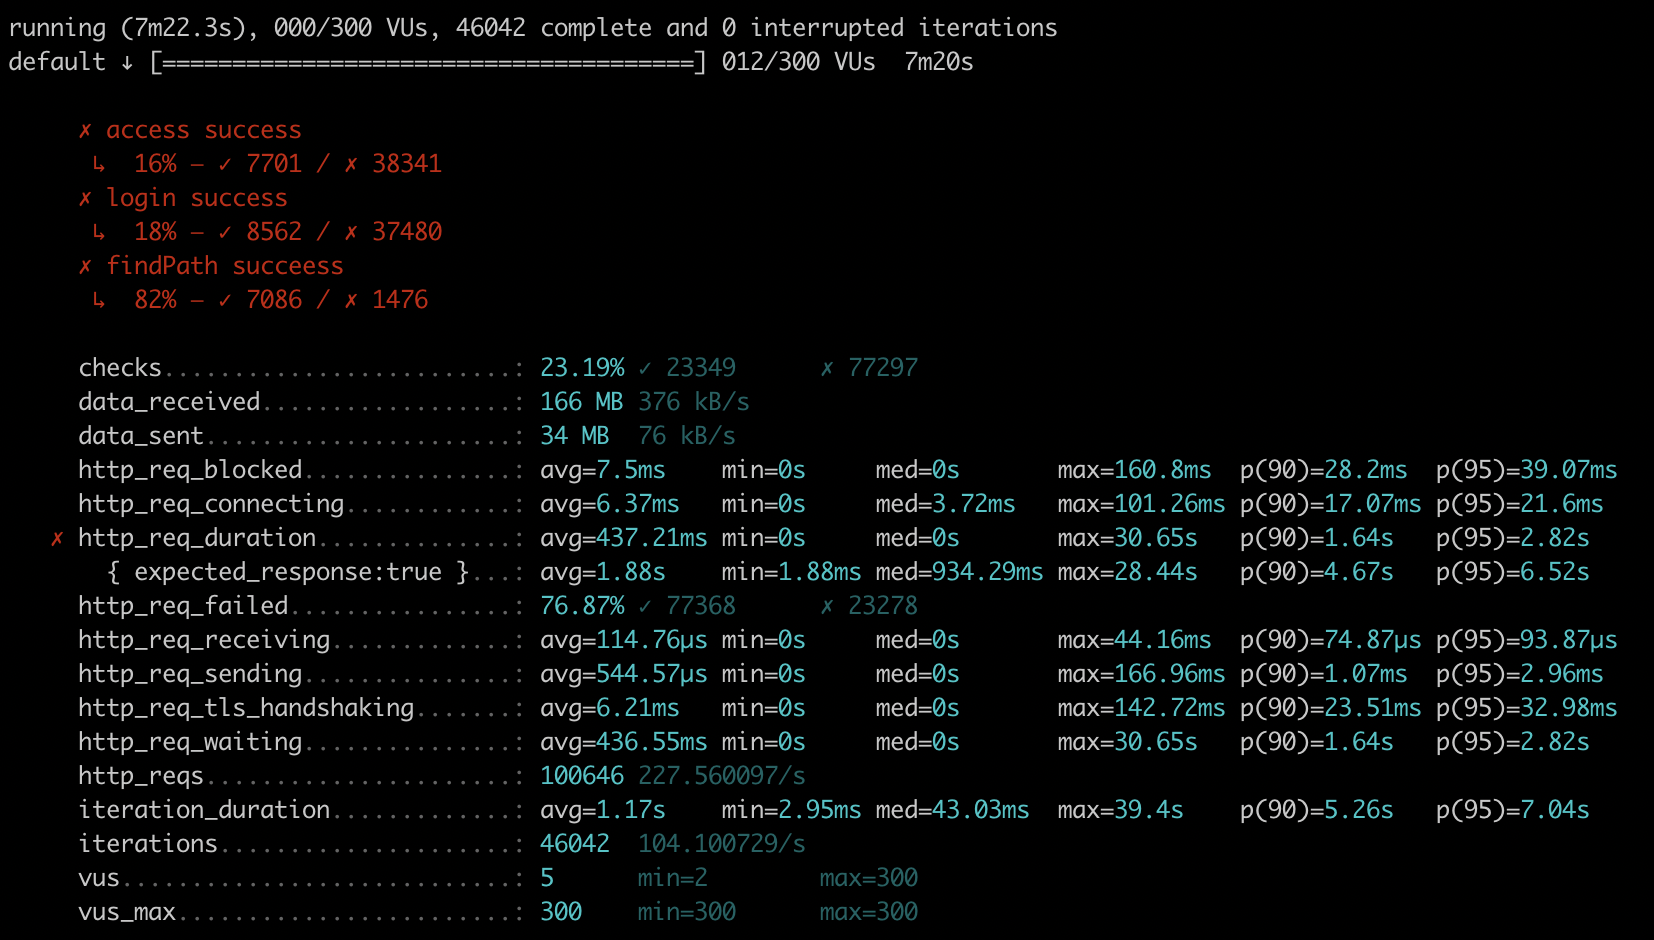 running (7m22.3s), 000/300 VUs, 46042 complete and 0 interrupted iterations
default ↓ [======================================] 012/300 VUs  7m20s
✗ access success
↳  16% — ✓ 7701 / ✗ 38341
✗ login success
↳  18% — ✓ 8562 / ✗ 37480
✗ findPath succeess
↳  82% — ✓ 7086 / ✗ 1476
checks.........................: 23.19% ✓ 23349      ✗ 77297
data_received..................: 166 MB 376 kB/s
data_sent......................: 34 MB  76 kB/s
http_req_blocked...............: avg=7.5ms    min=0s     med=0s       max=160.8ms  p(90)=28.2ms  p(95)=39.07ms
http_req_connecting............: avg=6.37ms   min=0s     med=3.72ms   max=101.26ms p(90)=17.07ms p(95)=21.6ms
✗ http_req_duration..............: avg=437.21ms min=0s     med=0s       max=30.65s   p(90)=1.64s   p(95)=2.82s
{ expected_response:true }...: avg=1.88s    min=1.88ms med=934.29ms max=28.44s   p(90)=4.67s   p(95)=6.52s
http_req_failed................: 76.87% ✓ 77368      ✗ 23278
http_req_receiving.............: avg=114.76µs min=0s     med=0s       max=44.16ms  p(90)=74.87µs p(95)=93.87µs
http_req_sending...............: avg=544.57µs min=0s     med=0s       max=166.96ms p(90)=1.07ms  p(95)=2.96ms
http_req_tls_handshaking.......: avg=6.21ms   min=0s     med=0s       max=142.72ms p(90)=23.51ms p(95)=32.98ms
http_req_waiting...............: avg=436.55ms min=0s     med=0s       max=30.65s   p(90)=1.64s   p(95)=2.82s
http_reqs......................: 100646 227.560097/s
iteration_duration.............: avg=1.17s    min=2.95ms med=43.03ms  max=39.4s    p(90)=5.26s   p(95)=7.04s
iterations.....................: 46042  104.100729/s
vus............................: 5      min=2        max=300
vus_max........................: 300    min=300      max=300